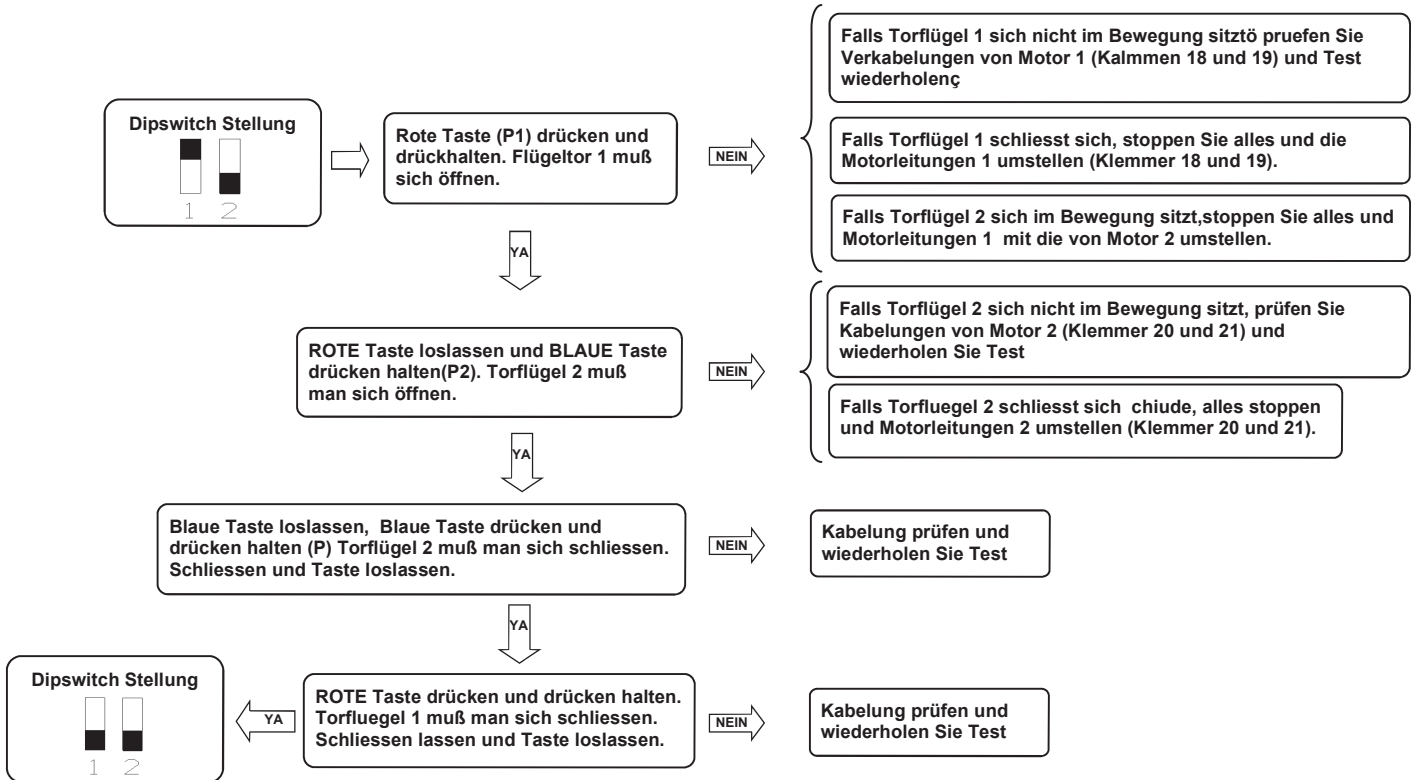 Dipswitch Stellung
1 2
Rote Taste (P1) drücken und
drückhalten. Flügeltor 1 muß
sich öffnen.
NEIN
Falls Torflügel 1 sich nicht im Bewegung sitztö pruefen Sie
Verkabelungen von Motor 1 (Kalmmen 18 und 19) und Test
wiederholenç
Falls Torflügel 1 schliesst sich, stoppen Sie alles und die
Motorleitungen 1 umstellen (Klemmer 18 und 19).
Falls Torflügel 2 sich im Bewegung sitzt,stoppen Sie alles und
Motorleitungen 1 mit die von Motor 2 umstellen.
YA
ROTE Taste loslassen und BLAUE Taste
drücken halten(P2). Torflügel 2 muß
man sich öffnen.
NEIN
Falls Torflügel 2 sich nicht im Bewegung sitzt, prüfen Sie
Kabelungen von Motor 2 (Klemmer 20 und 21) und
wiederholen Sie Test
Falls Torfluegel 2 schliesst sich chiude, alles stoppen
und Motorleitungen 2 umstellen (Klemmer 20 und 21).
YA
Blaue Taste loslassen, Blaue Taste drücken und
drücken halten (P) Torflügel 2 muß man sich schliessen.
Schliessen und Taste loslassen.
NEIN
Kabelung prüfen und
wiederholen Sie Test
YA
ROTE Taste drücken und drücken halten.
Torfluegel 1 muß man sich schliessen.
Schliessen lassen und Taste loslassen.
NEIN
Kabelung prüfen und
wiederholen Sie Test
YA
Dipswitch Stellung
1 2